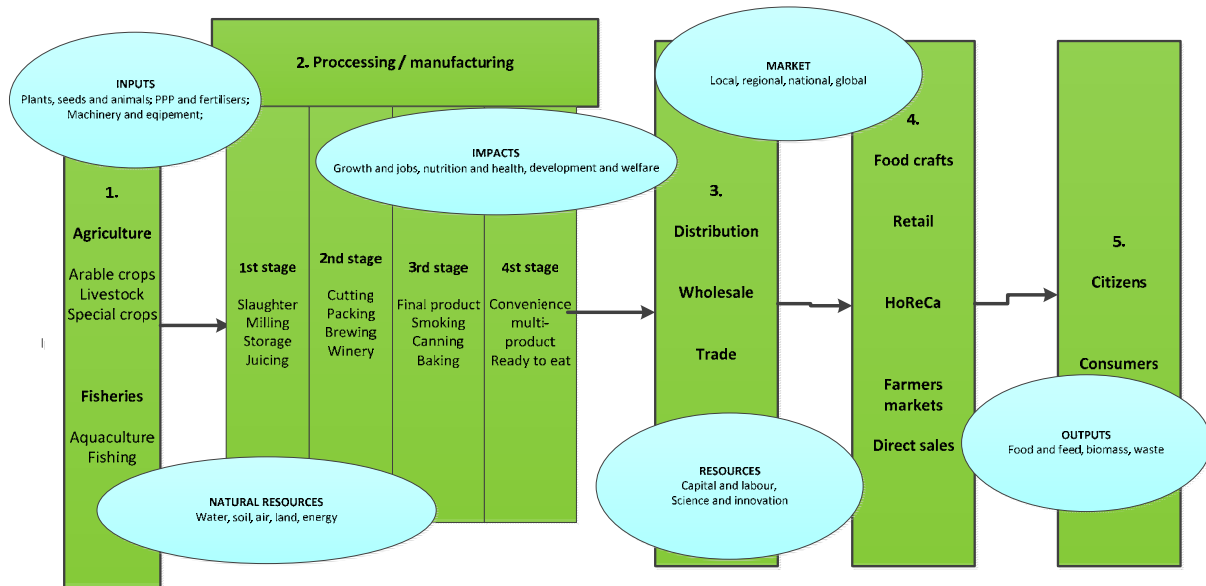 INPUTS
Plants, seeds and animals; PPP and fertilisers;
Machinery and eqipement;
1.
Agriculture
Arable crops
Livestock
Special crops
Fisheries
Aquaculture
Fishing
2. Proccessing / manufacturing
IMPACTS
Growth and jobs, nutrition and health, development and welfare
1st stage
Slaughter
Milling
Storage
Juicing
2nd stage
Cutting
Packing
Brewing
Winery
3rd stage
Final product
Smoking
Canning
Baking
4st stage
Convenience
multi-
product
Ready to eat
NATURAL RESOURCES
Water, soil, air, land, energy
MARKET
Local, regional, national, global
3.
Distribution
Wholesale
Trade
RESOURCES
Capital and labour,
Science and innovation
4.
Food crafts
Retail
HoReCa
Farmers
markets
Direct sales
5.
Citizens
Consumers
OUTPUTS
Food and feed, biomass, waste